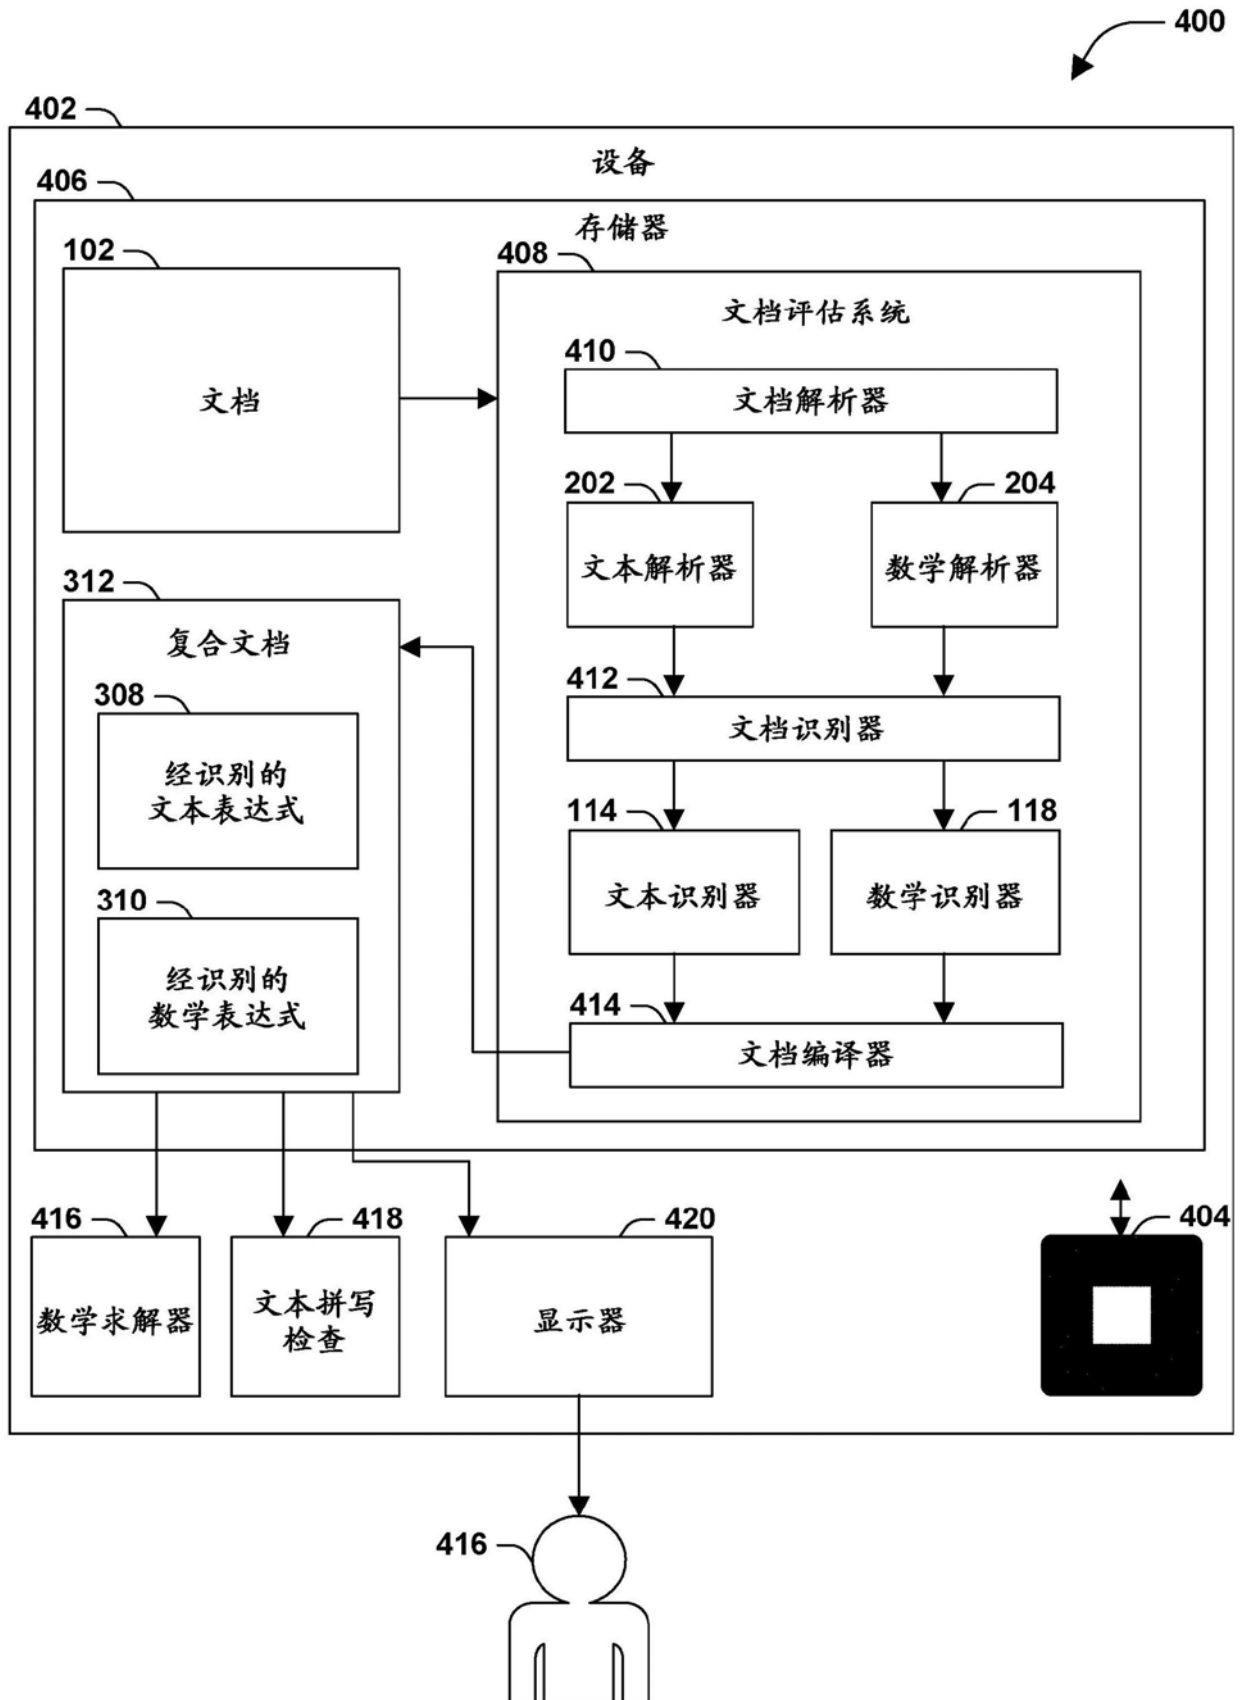 400
402
设备
406
存储器
102
文档
408
文档评估系统
410
文档解析器
202
204
文本解析器
数学解析器
312
复合文档
412
文档识别器
308
经识别的
文本表达式
114
118
文本识别器
数学识别器
310
经识别的
数学表达式
414
文档编译器
416
数学求解器
418
文本拼写
检查
420
显示器
404
416